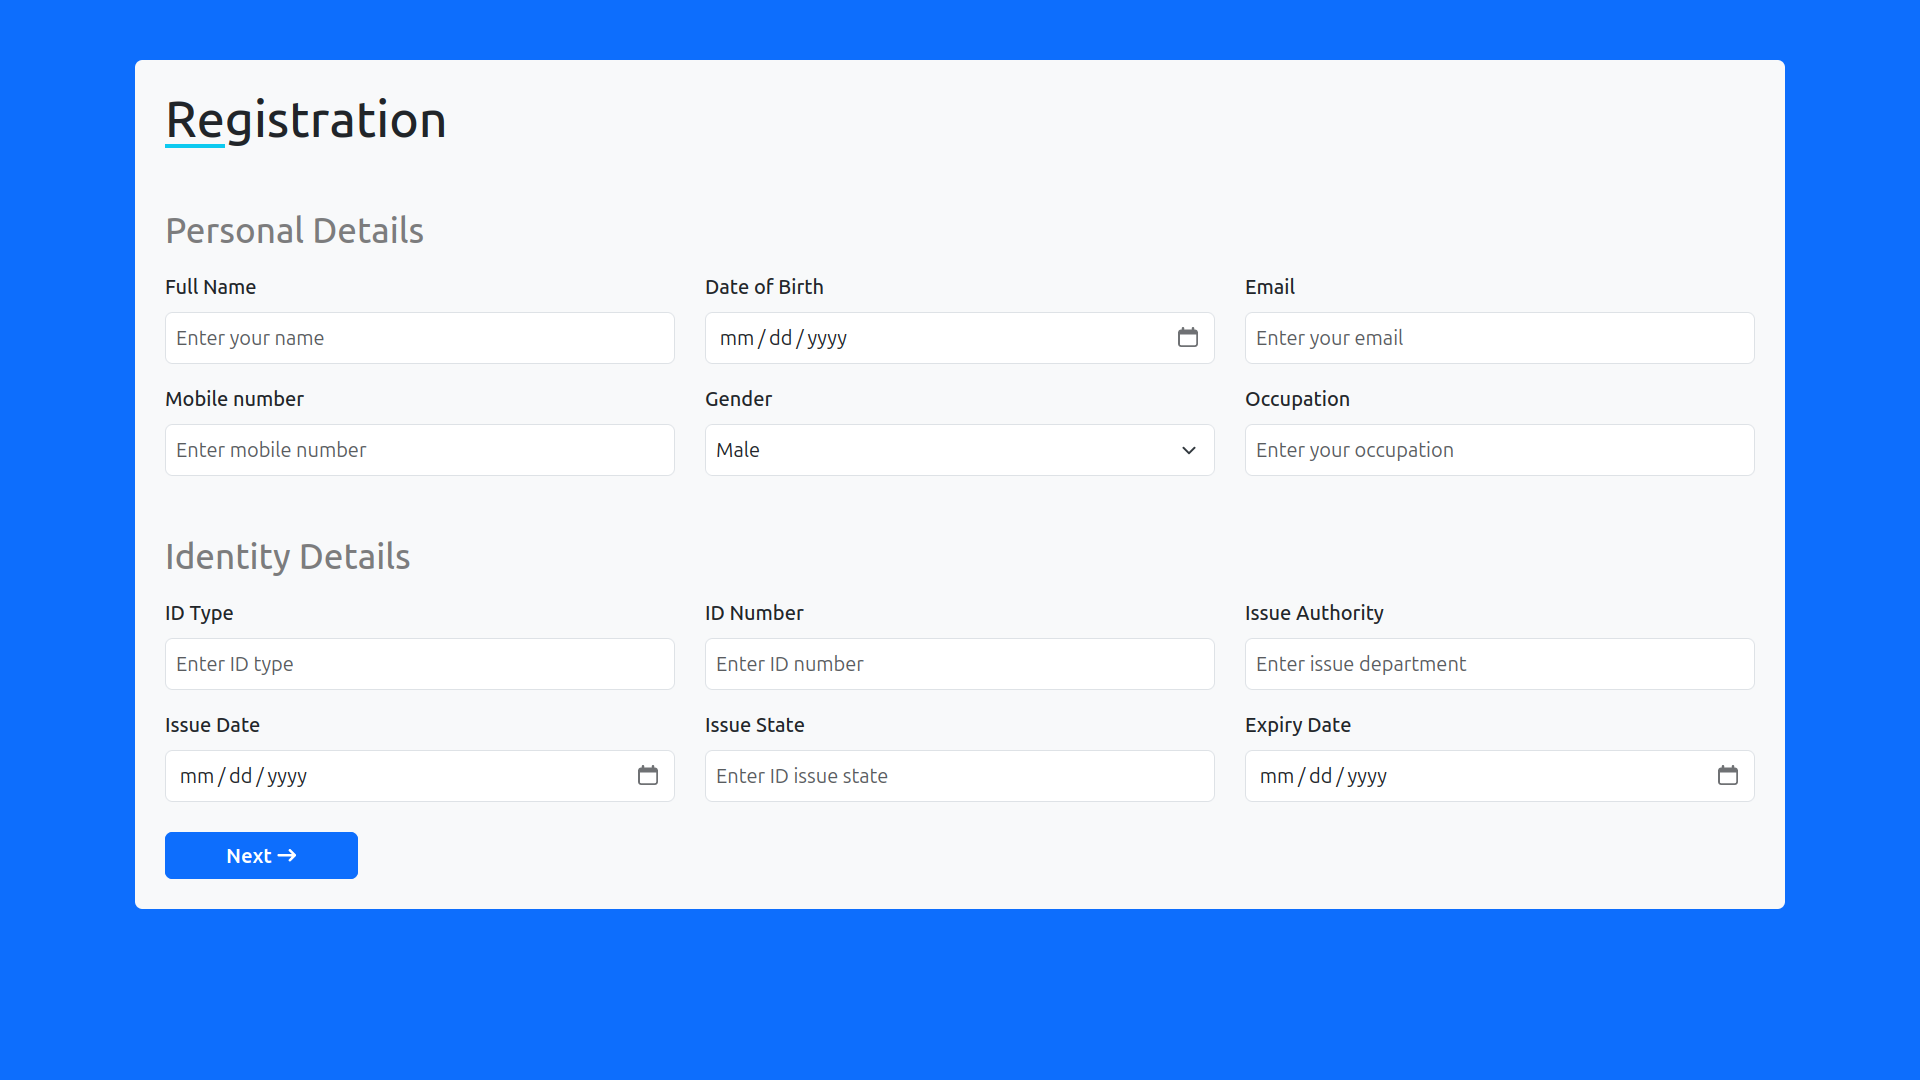 Registration
Personal Details
Full Name
Date of Birth
Email
Enter your name
mm/dd/yyyy
Enter your email
Mobile number
Gender
Occupation
Enter mobile number
Male
Enter your occupation
Identity Details
ID Type
ID Number
Issue Authority
Enter ID type
Enter ID number
Enter issue department
Issue Date
Issue State
Expiry Date
mm/dd/yyyy
Enter ID issue state
mm/dd/yyyy
Next →